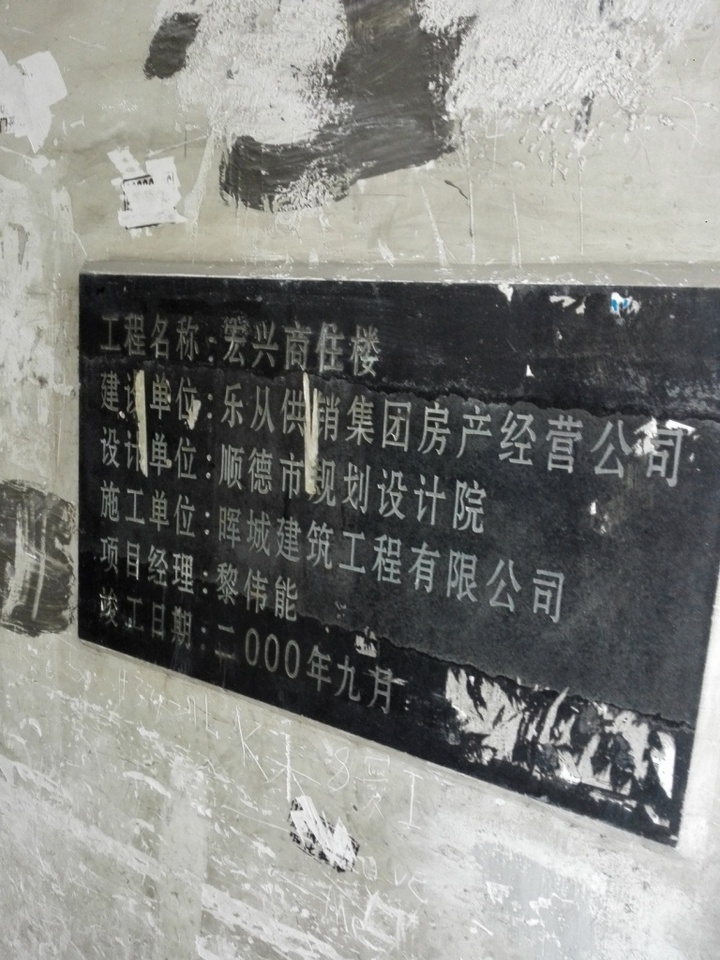 工程名称:宏兴商住楼
建设单位:乐从供销集团房产经营公司
设计单位:顺德市规划设计院
施工单位:晖城建筑工程有限公司
项目经理:黎伟能
竣工日期:二000年九月